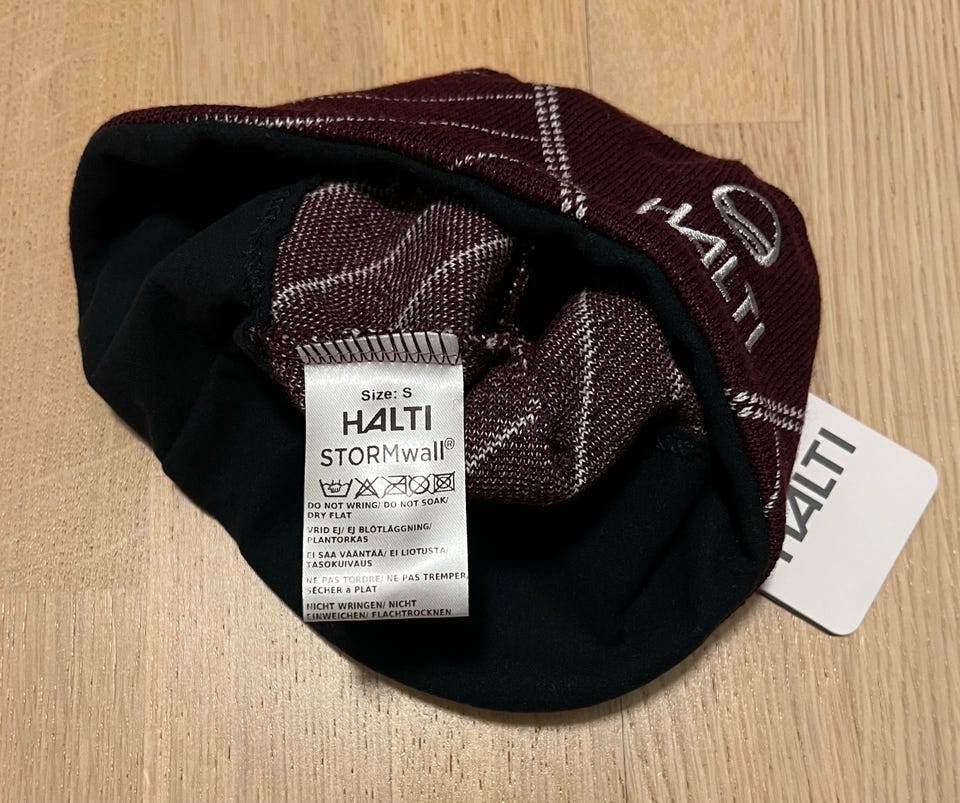 HALTI
Size: S
HALTI
STORMwall®
DO NOT WRING/ DO NOT SOAK/
DRY FLAT
VRID EJ/ EJ BLÖTLÄGGNING/
PLANTORKAS
EI SAA VÄÄNTÄÄ/ EI LIOTUSTA/
TASOKUIVAUS
NE PAS TORDRE/ NE PAS TREMPER/
SÉCHER a PLAT
NICHT WRINGEN/ NICHT
EINWEICHEN/ FLACHTROCKNEN
HALTI